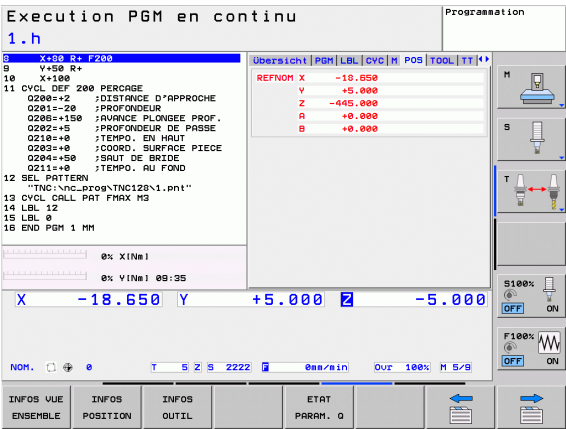 Execution PGM en continu
Programmation
1.h
8 X+80 R+ F200
9 Y+50 R+
10 X+100
11 CYCL DEF 200 PERCAGE
Q200=+2 ;DISTANCE D'APPROCHE
Q201=-20 ;PROFONDEUR
Q206=+150 ;AVANCE PLONGEE PROF.
Q202=+5 ;PROFONDEUR DE PASSE
Q210=+0 ;TEMPO. EN HAUT
Q203=+0 ;COORD. SURFACE PIECE
Q204=+50 ;SAUT DE BRIDE
Q211=+0 ;TEMPO. AU FOND
12 SEL PATTERN
"TNC:\nc_prog\TNC128\1.pnt"
13 CYCL CALL PAT FMAX M3
14 LBL 12
15 LBL 0
16 END PGM 1 MM
Übersicht PGM LBL CYC M POS TOOL TT
REFNOM X -18.650
Y +5.000
Z -445.000
A +0.000
B +0.000
M
S
T
0% X[Nm]
0% Y[Nm] 09:35
X -18.650 Y +5.000 Z -5.000
NOM. 0 T 5 Z S 2222 F 0mm/min Ovr 100% M 5/9
S100%
OFF ON
F100%
OFF ON
INFOS VUE ENSEMBLE
INFOS POSITION
INFOS OUTIL
ETAT PARAM. Q